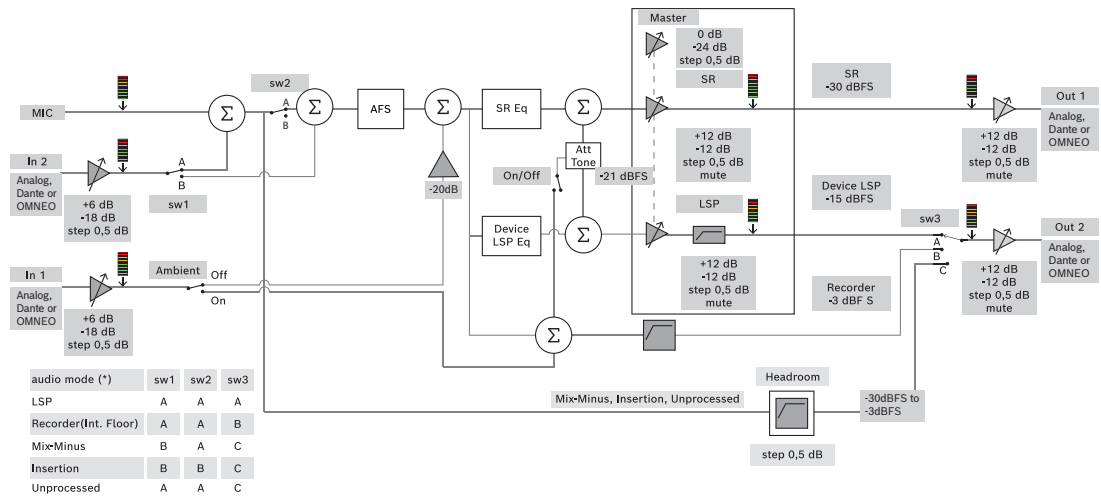 Master
0 dB
-24 dB
step 0,5 dB
SR
SR
-30 dBFS
sw2
A
B
MIC
Σ
Σ
AFS
Σ
SR Eq
Σ
Out 1
Analog,
Dante or
OMNEO
+12 dB
-12 dB
step 0,5 dB
mute
+12 dB
-12 dB
step 0,5 dB
mute
In 2
Analog,
Dante or
OMNEO
A
B
sw1
+6 dB
-18 dB
step 0,5 dB
-20dB
On/Off
Att
Tone
-21 dBFS
Device LSP
-15 dBFS
LSP
Device
LSP Eq
Σ
sw3
A
B
C
Out 2
Analog,
Dante or
OMNEO
+12 dB
-12 dB
step 0,5 dB
mute
+12 dB
-12 dB
step 0,5 dB
mute
In 1
Analog,
Dante or
OMNEO
Ambient
Off
On
+6 dB
-18 dB
step 0,5 dB
Recorder
-3 dBF S
Σ
audio mode (*) sw1 sw2 sw3
LSP A A A
Recorder(Int. Floor) A A B
Mix-Minus B A C
Insertion B B C
Unprocessed A A C
Mix-Minus, Insertion, Unprocessed
Headroom
step 0,5 dB
-30dBFS to
-3dBFS